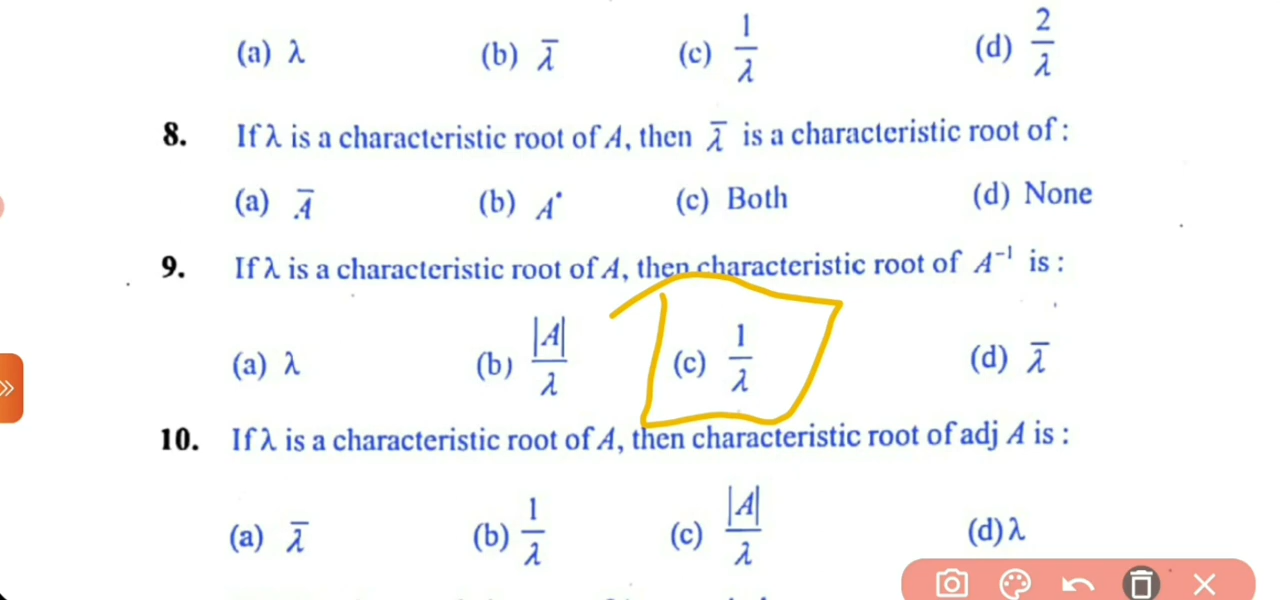 (a) λ (b) λ̅ (c) 1/λ (d) 2/λ
8. If λ is a characteristic root of A, then λ̅ is a characteristic root of :
(a) A̅ (b) A* (c) Both (d) None
9. If λ is a characteristic root of A, then characteristic root of A⁻¹ is :
(a) λ (b) |A|/λ (c) 1/λ (d) λ̅
10. If λ is a characteristic root of A, then characteristic root of adj A is :
(a) λ̅ (b) 1/λ (c) |A|/λ (d) λ